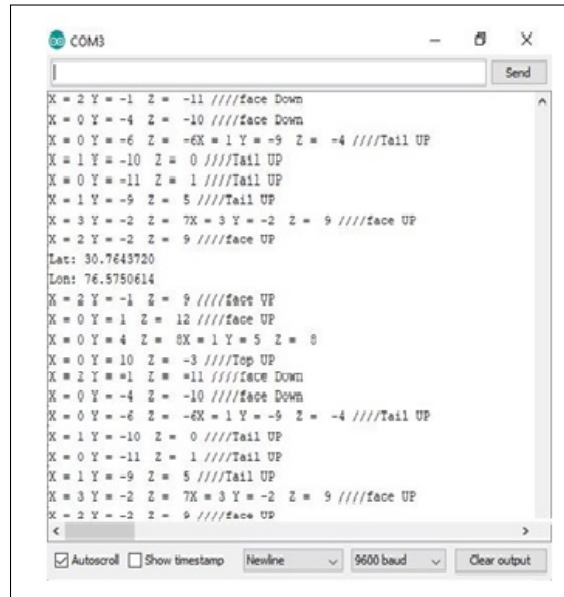 COM3
Send
X = 2 Y = -1 Z = -11 ////face Down
X = 0 Y = -4 Z = -10 ////face Down
X = 0 Y = -6 Z = -6X = 1 Y = -9 Z = -4 ////Tail UP
X = 1 Y = -10 Z = 0 ////Tail UP
X = 0 Y = -11 Z = 1 ////Tail UP
X = 1 Y = -9 Z = 5 ////Tail UP
X = 3 Y = -2 Z = 7X = 3 Y = -2 Z = 9 ////face UP
X = 2 Y = -2 Z = 9 ////face UP
Lat: 30.7643720
Lon: 76.5750614
X = 2 Y = -1 Z = 9 ////face UP
X = 0 Y = 1 Z = 12 ////face UP
X = 0 Y = 4 Z = 8X = 1 Y = 5 Z = 8
X = 0 Y = 10 Z = -3 ////Top UP
X = 2 Y = -1 Z = -11 ////face Down
X = 0 Y = -4 Z = -10 ////face Down
X = 0 Y = -6 Z = -6X = 1 Y = -9 Z = -4 ////Tail UP
X = 1 Y = -10 Z = 0 ////Tail UP
X = 0 Y = -11 Z = 1 ////Tail UP
X = 1 Y = -9 Z = 5 ////Tail UP
X = 3 Y = -2 Z = 7X = 3 Y = -2 Z = 9 ////face UP
X = 2 Y = -2 Z = 9 ////face UP
Autoscroll Show timestamp Newline 9600 baud Clear output